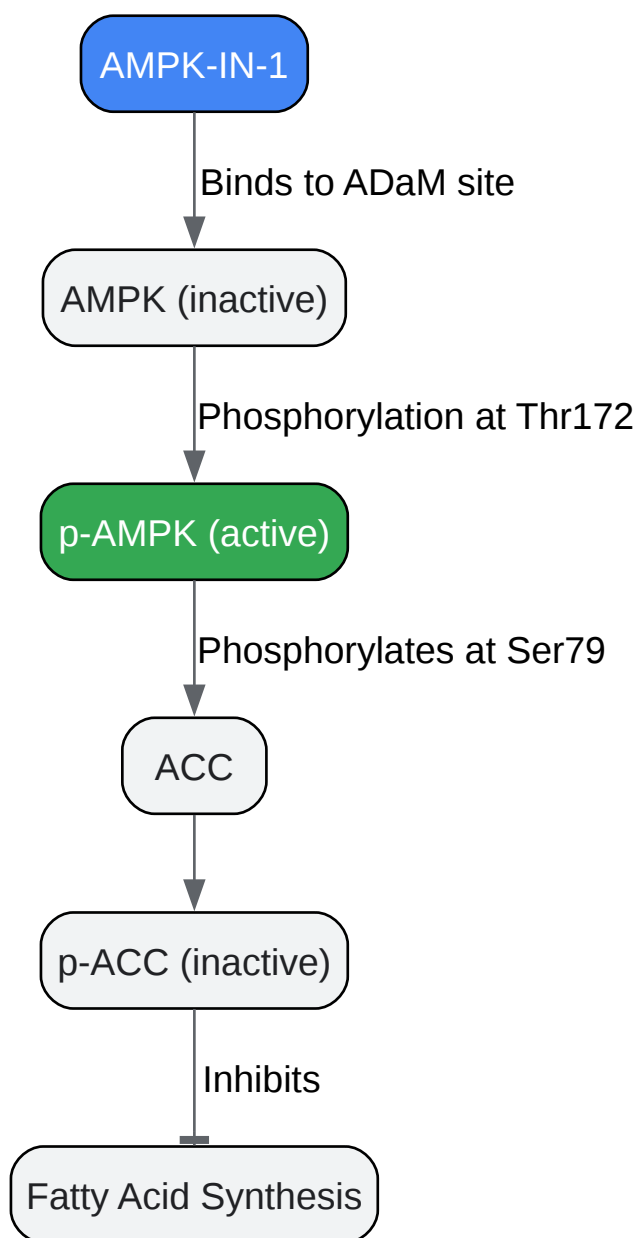 AMPK-IN-1
Binds to ADaM site
AMPK (inactive)
Phosphorylation at Thr172
p-AMPK (active)
Phosphorylates at Ser79
ACC
p-ACC (inactive)
Inhibits
Fatty Acid Synthesis